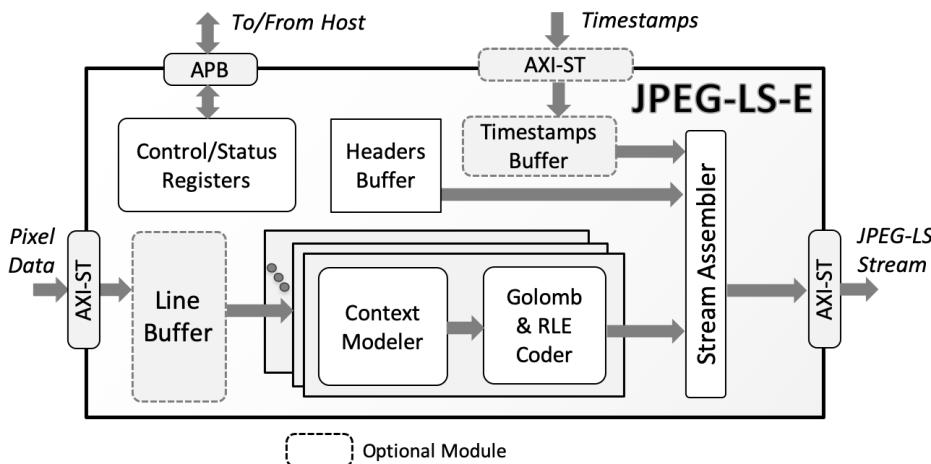 To/From Host
Timestamps
APB
AXI-ST
JPEG-LS-E
Control/Status
Registers
Headers
Buffer
Timestamps
Buffer
Stream Assembler
Pixel
Data
AXI-ST
Line
Buffer
Context
Modeler
Golomb
& RLE
Coder
AXI-ST
JPEG-LS
Stream
Optional Module